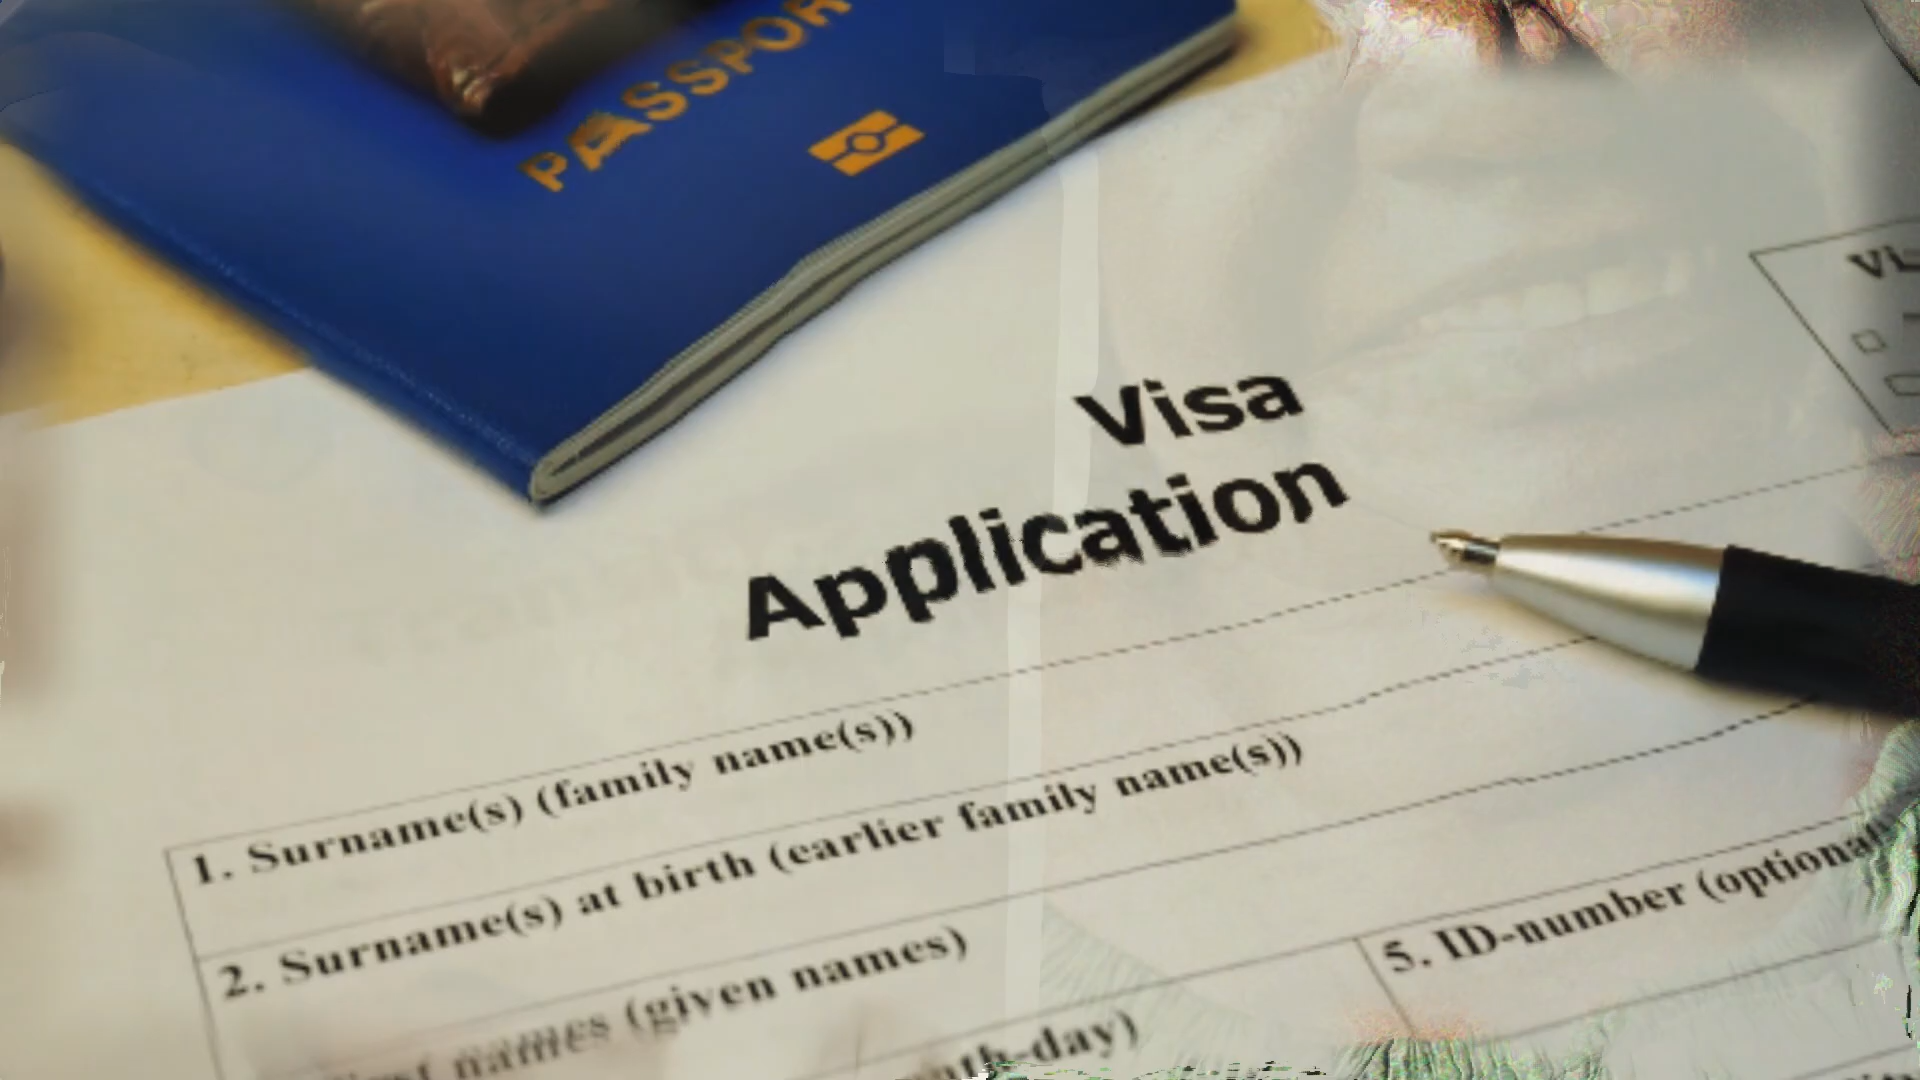 PASSPOR
Visa
Application
1. Surname(s) (family name(s))
2. Surname(s) at birth (earlier family name(s))
names (given names)
5. ID-number (optional
-day)